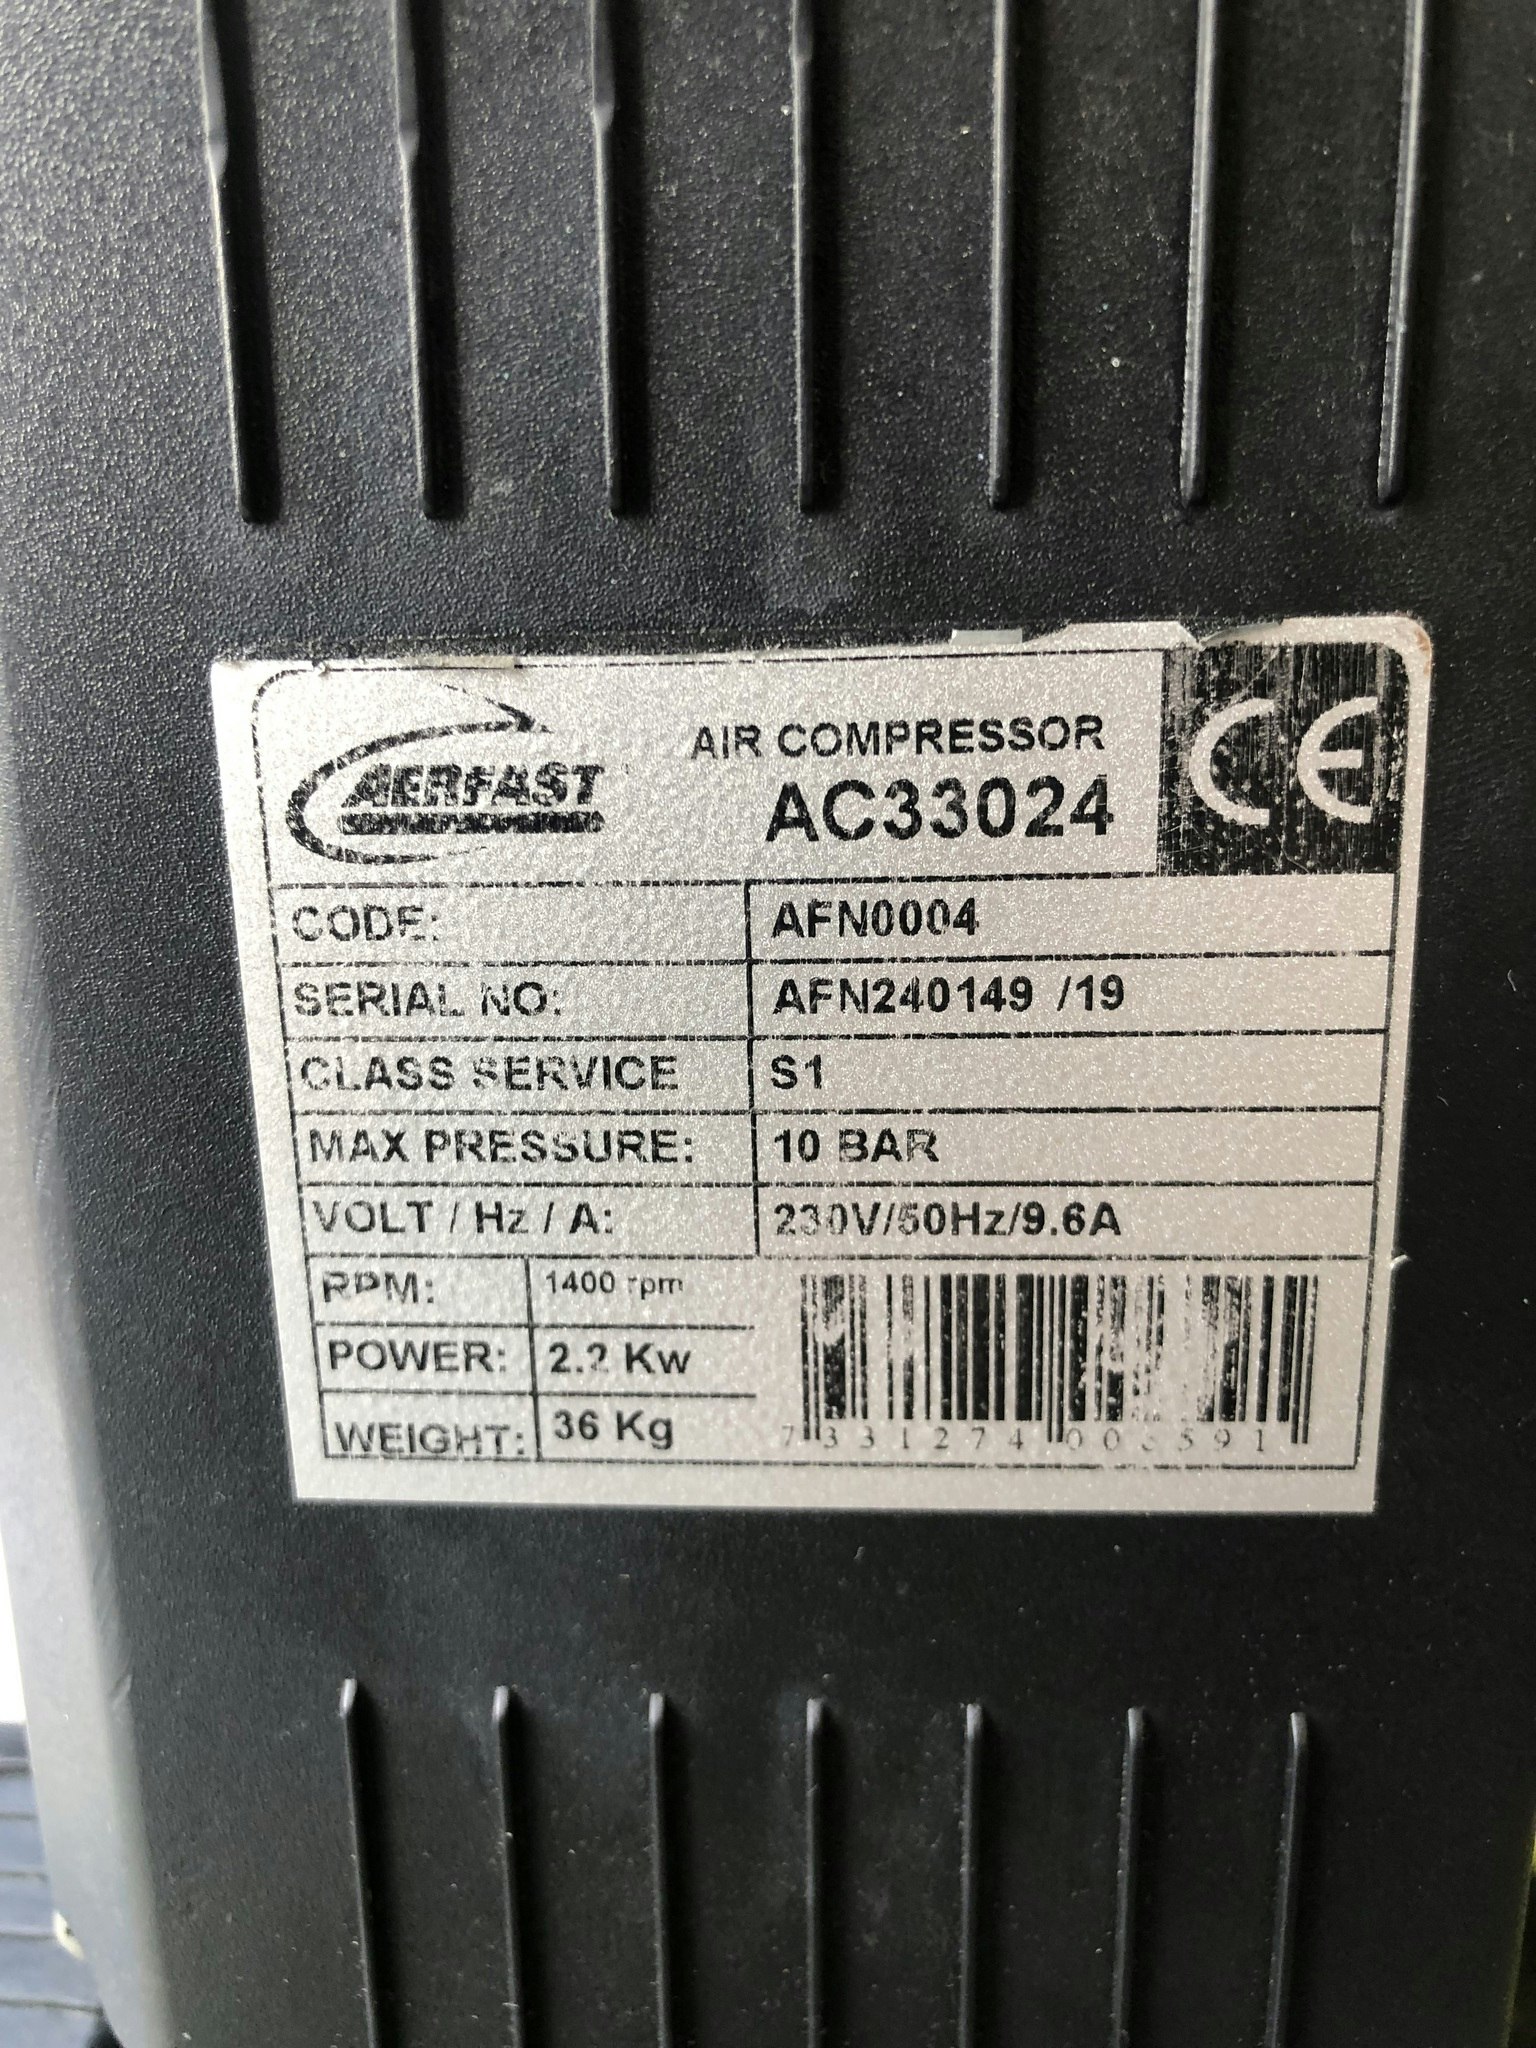 AERFAST
AIR COMPRESSOR
AC33024
CE
CODE: AFN0004
SERIAL NO: AFN240149 /19
CLASS SERVICE S1
MAX PRESSURE: 10 BAR
VOLT / Hz / A: 230V/50Hz/9.6A
RPM: 1400 rpm
POWER: 2.2 Kw
WEIGHT: 36 Kg